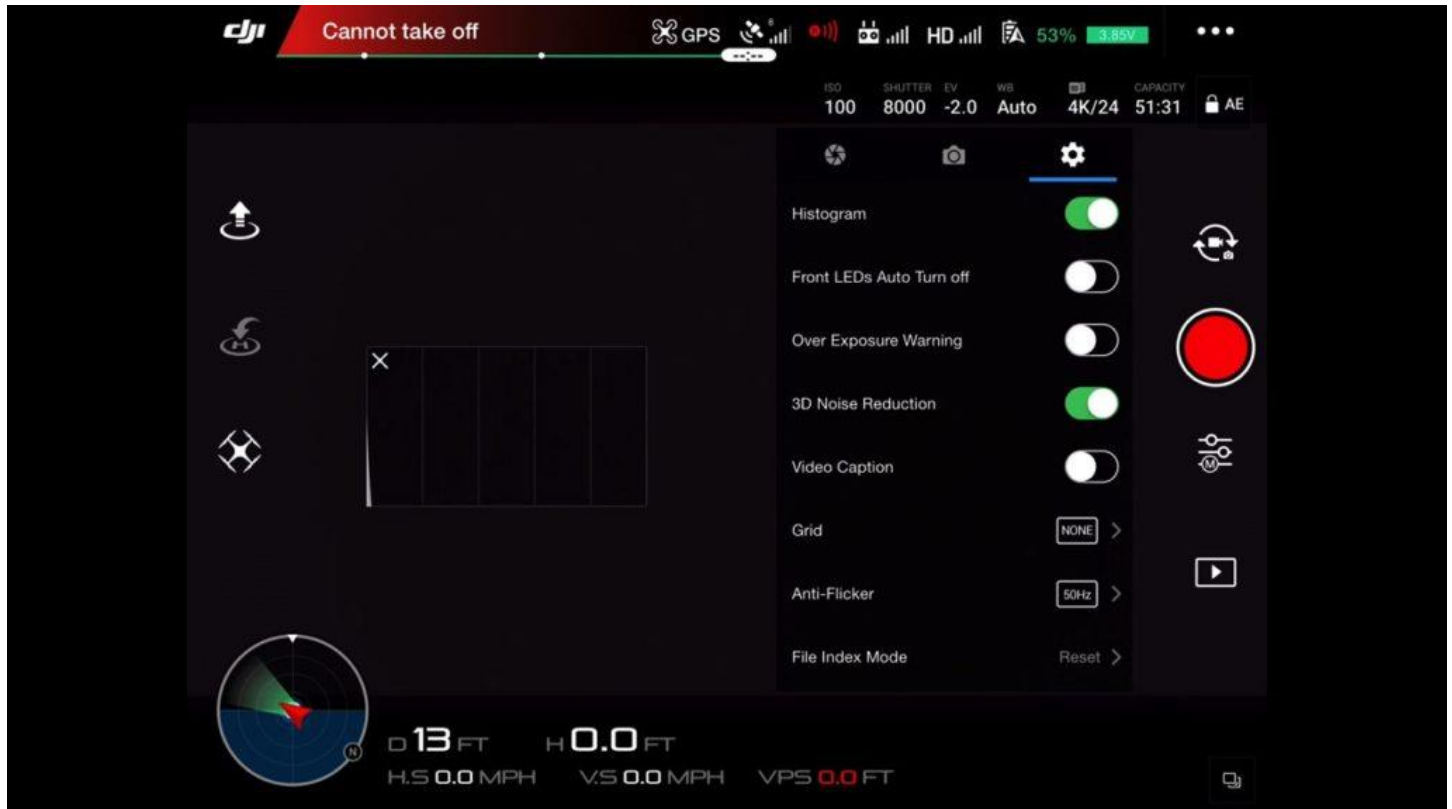 dji Cannot take off GPS 8 HD 53% 3.85V
--:--
ISO SHUTTER EV WB CAPACITY
100 8000 -2.0 Auto 4K/24 51:31 AE
Histogram
Front LEDs Auto Turn off
Over Exposure Warning
3D Noise Reduction
Video Caption
M
Grid NONE
Anti-Flicker 50Hz
File Index Mode Reset
N
D 13 FT H 0.0 FT
H.S 0.0 MPH V.S 0.0 MPH VPS 0.0 FT